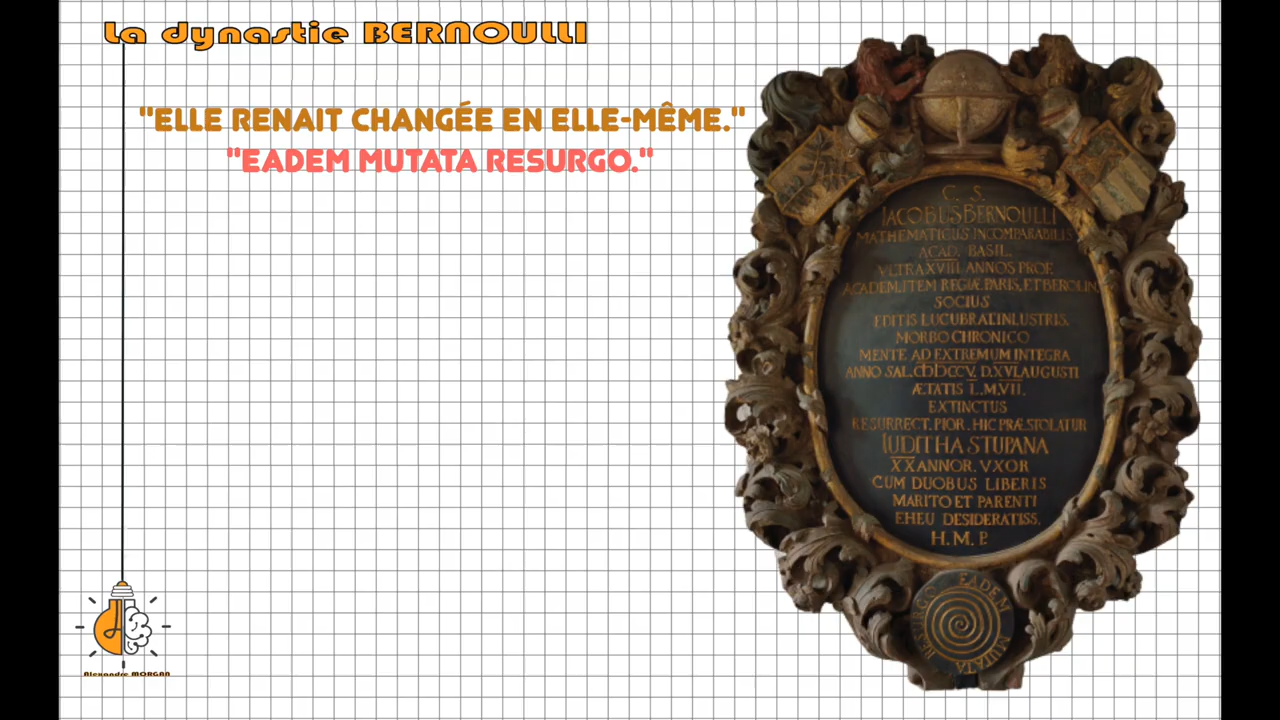 La dynastie BERNOULLI
"ELLE RENAIT CHANGÉE EN ELLE-MÊME."
"EADEM MUTATA RESURGO."
C. S.
IACOBUS BERNOULLI
MATHEMATICUS INCOMPARABILIS
ACAD. BASIL.
VLTRA XVIII ANNOS PROF.
ACADEM. ITEM REGIÆ PARIS. ET BEROLIN.
SOCIUS
EDITIS LUCUBRAT. INLUSTRIS.
MORBO CHRONICO
MENTE AD EXTREMUM INTEGRA
ANNO SAL. CIↃIↃCCV. D. XVI. AUGUSTI
ÆTATIS L. M. VII.
EXTINCTUS
RESURRECT. PIOR. HIC PRÆSTOLATUR
IUDITHA STUPANA
XX ANNOR. VXOR
CUM DUOBUS LIBERIS
MARITO ET PARENTI
EHEU DESIDERATISS.
H. M. P.
EADEM MUTATA RESURGO
Alexandre MORGAN